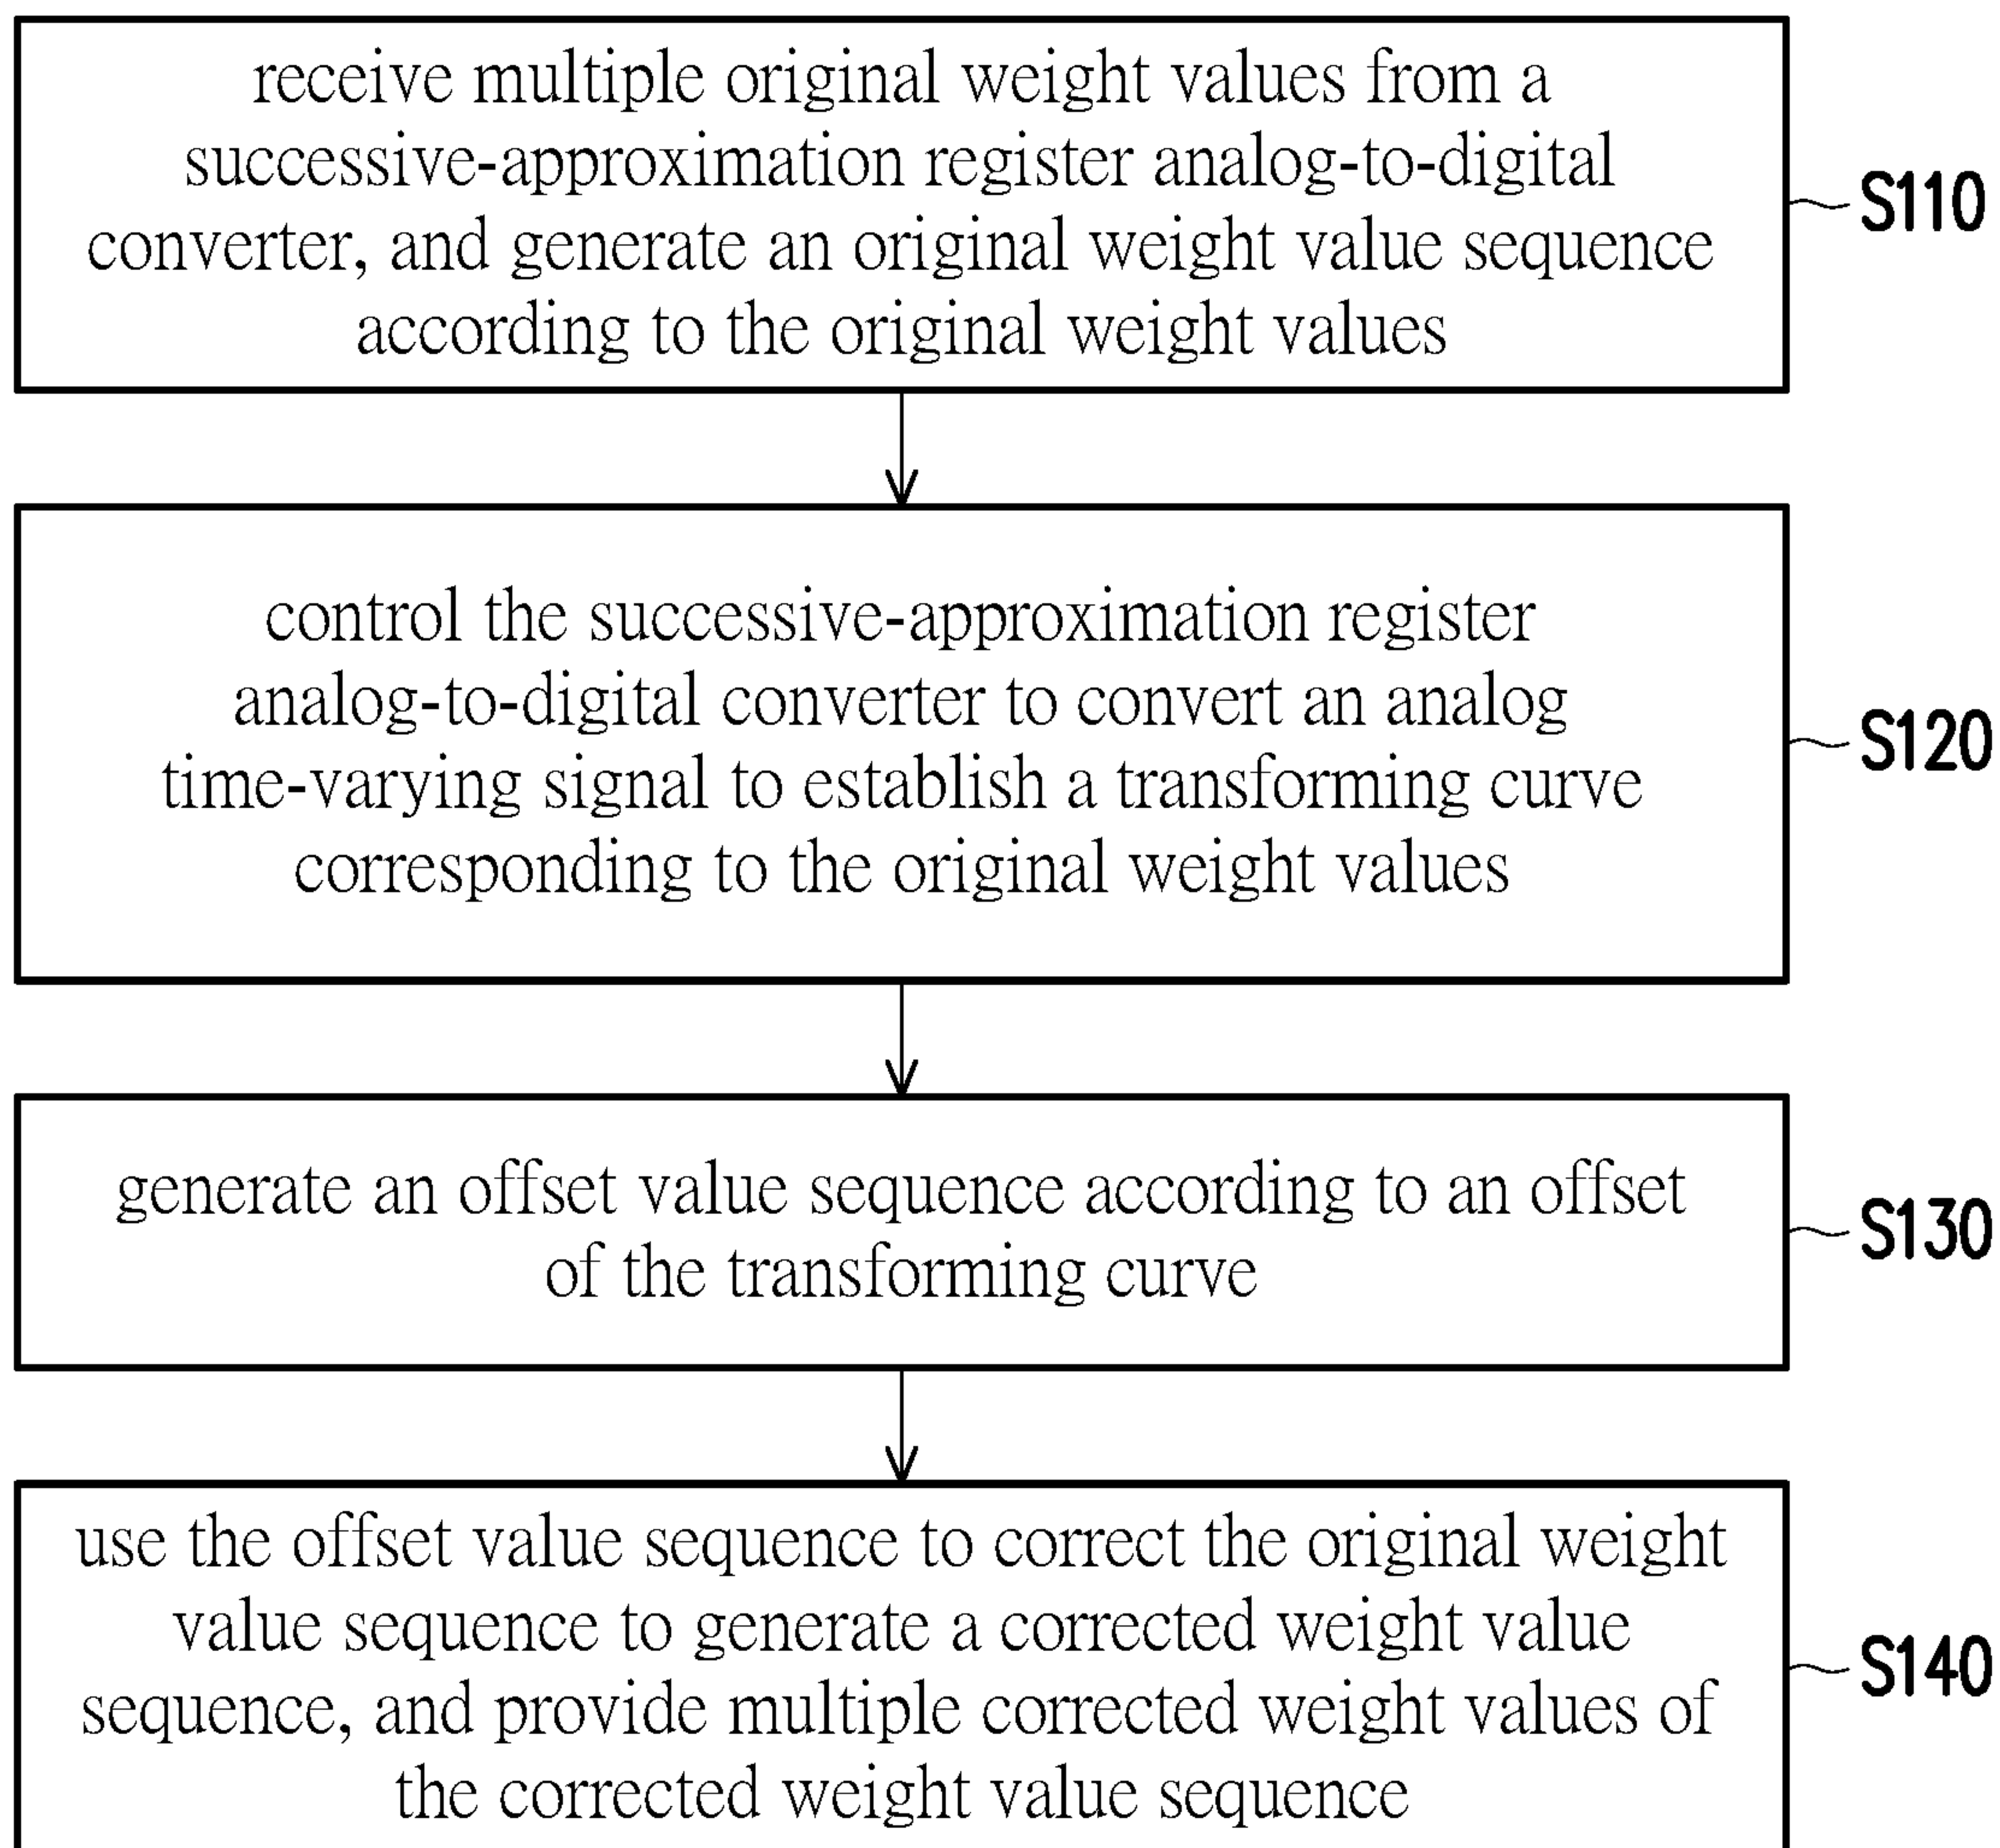 receive multiple original weight values from a
successive-approximation register analog-to-digital
converter, and generate an original weight value sequence
according to the original weight values
S110
control the successive-approximation register
analog-to-digital converter to convert an analog
time-varying signal to establish a transforming curve
corresponding to the original weight values
S120
generate an offset value sequence according to an offset
of the transforming curve
S130
use the offset value sequence to correct the original weight
value sequence to generate a corrected weight value
sequence, and provide multiple corrected weight values of
the corrected weight value sequence
S140